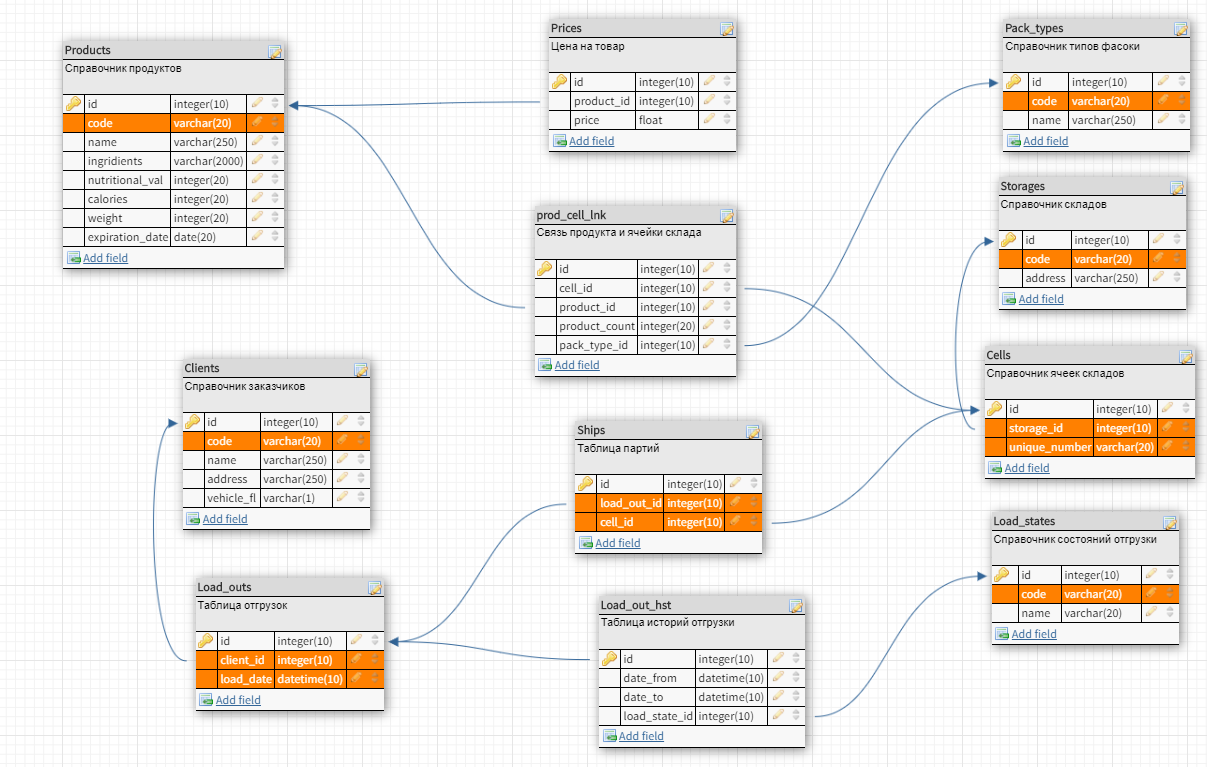 Products
Справочник продуктов
id integer(10)
code varchar(20)
name varchar(250)
ingridients varchar(2000)
nutritional_val integer(20)
calories integer(20)
weight integer(20)
expiration_date date(20)
Add field
Prices
Цена на товар
id integer(10)
product_id integer(10)
price float
Add field
Pack_types
Справочник типов фасоки
id integer(10)
code varchar(20)
name varchar(250)
Add field
prod_cell_lnk
Связь продукта и ячейки склада
id integer(10)
cell_id integer(10)
product_id integer(10)
product_count integer(20)
pack_type_id integer(10)
Add field
Storages
Справочник складов
id integer(10)
code varchar(20)
address varchar(250)
Add field
Cells
Справочник ячеек складов
id integer(10)
storage_id integer(10)
unique_number varchar(20)
Add field
Clients
Справочник заказчиков
id integer(10)
code varchar(20)
name varchar(250)
address varchar(250)
vehicle_fl varchar(1)
Add field
Ships
Таблица партий
id integer(10)
load_out_id integer(10)
cell_id integer(10)
Add field
Load_states
Справочник состояний отгрузки
id integer(10)
code varchar(20)
name varchar(20)
Add field
Load_outs
Таблица отгрузок
id integer(10)
client_id integer(10)
load_date datetime(10)
Add field
Load_out_hst
Таблица историй отгрузки
id integer(10)
date_from datetime(10)
date_to datetime(10)
load_state_id integer(10)
Add field